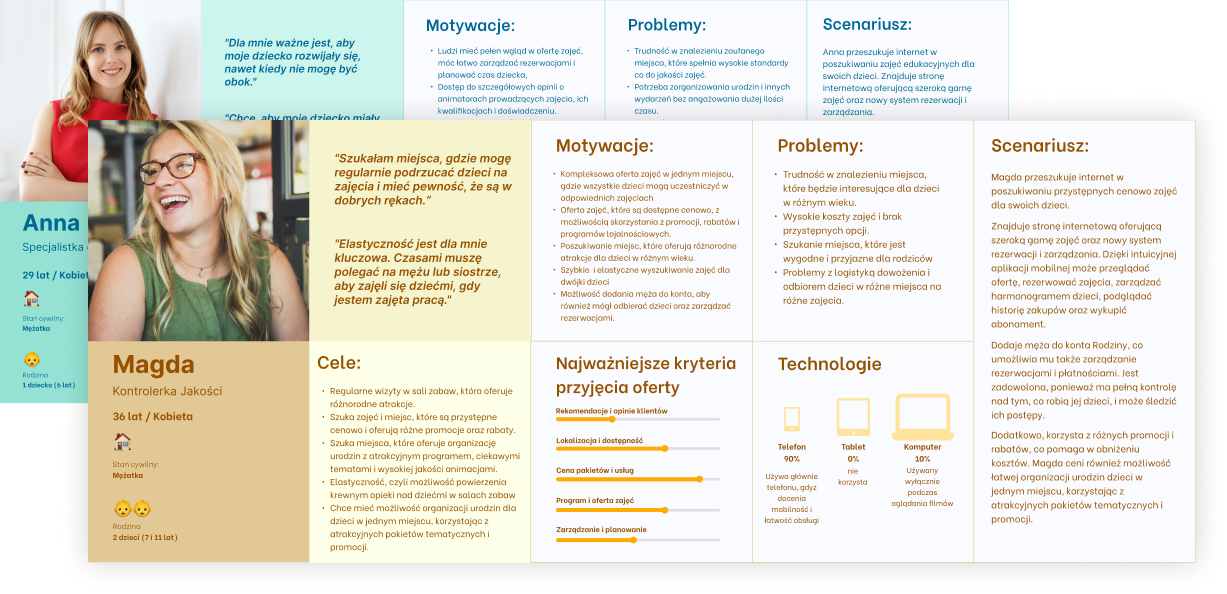 "Dla mnie ważne jest, aby
moje dziecko rozwijały się,
nawet kiedy nie mogę być
obok."
"Chcę, aby moje dziecko miały
Motywacje:
• Ludzi mieć pełen wgląd w ofertę zajęć,
móc łatwo zarządzać rezerwacjami i
planować czas dziecka,
• Dostęp do szczegółowych opinii o
animatorach prowadzących zajęcia, ich
kwalifikacjach i doświadczeniu.
Problemy:
• Trudność w znalezieniu zaufanego
miejsca, które spełnia wysokie standardy
co do jakości zajęć.
• Potrzeba zorganizowania urodzin i innych
wydarzeń bez angażowania dużej ilości
czasu.
Scenariusz:
Anna przeszukuje internet w
poszukiwaniu zajęć edukacyjnych dla
swoich dzieci. Znajduje stronę
internetową oferującą szeroką gamę
zajęć oraz nowy system rezerwacji i
zarządzania.
Anna
Specjalistka
29 lat / Kobiet
Stan cywilny:
Mężatka
Rodzina
1 dziecko (6 lat)
"Szukałam miejsca, gdzie mogę
regularnie podrzucać dzieci na
zajęcia i mieć pewność, że są w
dobrych rękach."
"Elastyczność jest dla mnie
kluczowa. Czasami muszę
polegać na mężu lub siostrze,
aby zajęli się dziećmi, gdy
jestem zajęta pracą."
Motywacje:
• Kompleksowa oferta zajęć w jednym miejscu,
gdzie wszystkie dzieci mogą uczestniczyć w
odpowiednich zajęciach
• Oferta zajęć, które są dostępne cenowo, z
możliwością skorzystania z promocji, rabatów i
programów lojalnościowych.
• Poszukiwanie miejsc, które oferują różnorodne
atrakcje dla dzieci w różnym wieku.
• Szybkie i elastyczne wyszukiwanie zajęć dla
dwójki dzieci
• Możliwość dodania męża do konta, aby
również mógł odbierać dzieci oraz zarządzać
rezerwacjami.
Problemy:
• Trudność w znalezieniu miejsca,
które będzie interesujące dla dzieci
w różnym wieku.
• Wysokie koszty zajęć i brak
przystępnych opcji.
• Szukanie miejsca, które jest
wygodne i przyjazne dla rodziców
• Problemy z logistyką dowożenia i
odbiorem dzieci w różne miejsca na
różne zajęcia.
Scenariusz:
Magda przeszukuje internet w
poszukiwaniu przystępnych cenowo zajęć
dla swoich dzieci.
Znajduje stronę internetową oferującą
szeroką gamę zajęć oraz nowy system
rezerwacji i zarządzania. Dzięki intuicyjnej
aplikacji mobilnej może przeglądać
ofertę, rezerwować zajęcia, zarządzać
harmonogramem dzieci, podglądać
historię zakupów oraz wykupić
abonament.
Dodaje męża do konta Rodziny, co
umożliwia mu także zarządzanie
rezerwacjami i płatnościami. Jest
zadowolona, ponieważ ma pełną kontrolę
nad tym, co robią jej dzieci, i może śledzić
ich postępy.
Dodatkowo, korzysta z różnych promocji i
rabatów, co pomaga w obniżeniu
kosztów. Magda ceni również możliwość
łatwej organizacji urodzin dzieci w
jednym miejscu, korzystając z
atrakcyjnych pakietów tematycznych i
promocji.
Magda
Kontrolerka Jakości
36 lat / Kobieta
Stan cywilny:
Mężatka
Rodzina
2 dzieci (7 i 11 lat)
Cele:
• Regularne wizyty w sali zabaw, która oferuje
różnorodne atrakcje.
• Szuka zajęć i miejsc, które są przystępne
cenowo i oferują różne promocje oraz rabaty.
• Szuka miejsca, które oferuje organizację
urodzin z atrakcyjnym programem, ciekawymi
tematami i wysokiej jakości animacjami.
• Elastyczność, czyli możliwość powierzenia
krewnym opieki nad dziećmi w salach zabaw
• Chce mieć możliwość organizacji urodzin dla
dzieci w jednym miejscu, korzystając z
atrakcyjnych pakietów tematycznych i
promocji.
Najważniejsze kryteria
przyjęcia oferty
Rekomendacje i opinie klientów
Lokalizacja i dostępność
Cena pakietów i usług
Program i oferta zajęć
Zarządzanie i planowanie
Technologie
Telefon
90%
Używa głównie
telefonu, gdyż
docenia
mobilność i
łatwość obsługi
Tablet
0%
nie
korzysta
Komputer
10%
Używany
wyłącznie
podczas
oglądania filmów